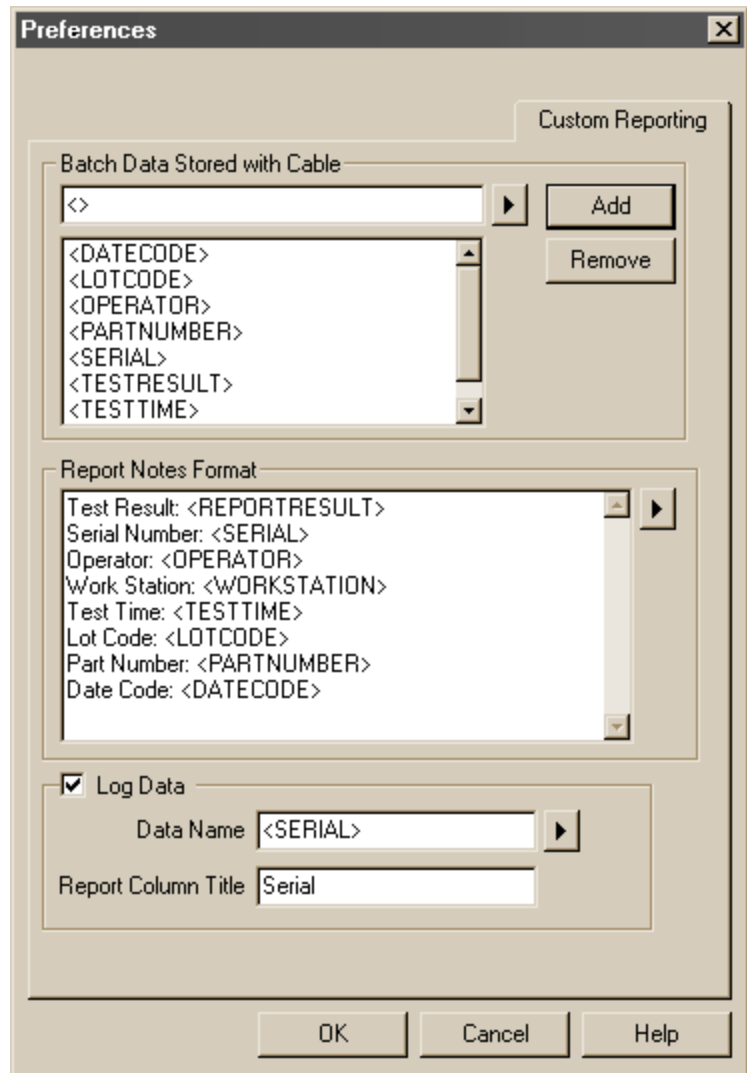 Preferences
Custom Reporting
Batch Data Stored with Cable
<>
Add
Remove
<DATECODE>
<LOTCODE>
<OPERATOR>
<PARTNUMBER>
<SERIAL>
<TESTRESULT>
<TESTTIME>
Report Notes Format
Test Result: <REPORTRESULT>
Serial Number: <SERIAL>
Operator: <OPERATOR>
Work Station: <WORKSTATION>
Test Time: <TESTTIME>
Lot Code: <LOTCODE>
Part Number: <PARTNUMBER>
Date Code: <DATECODE>
Log Data
Data Name <SERIAL>
Report Column Title Serial
OK Cancel Help